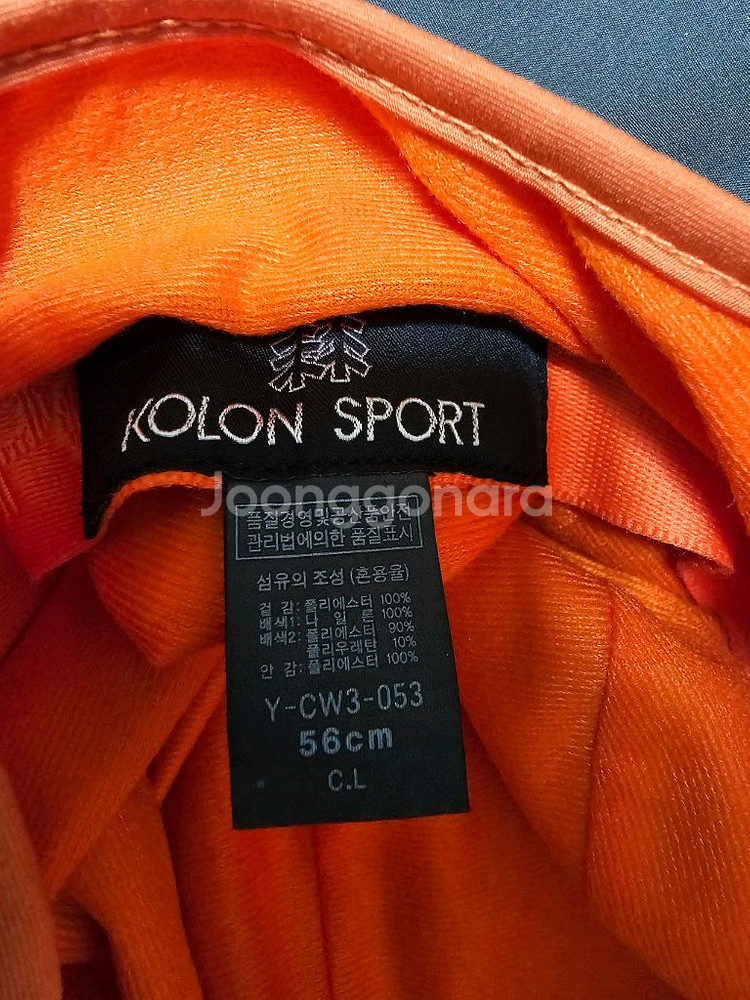 KOLON SPORT
Joonggonara
품질경영및공산품안전
관리법에의한 품질표시
섬유의 조성 (혼용율)
겉 감: 폴리에스터 100%
배색1: 나 일 론 100%
배색2: 폴리에스터 90%
폴리우레탄 10%
안 감: 폴리에스터 100%
Y-CW3-053
56cm
C.L